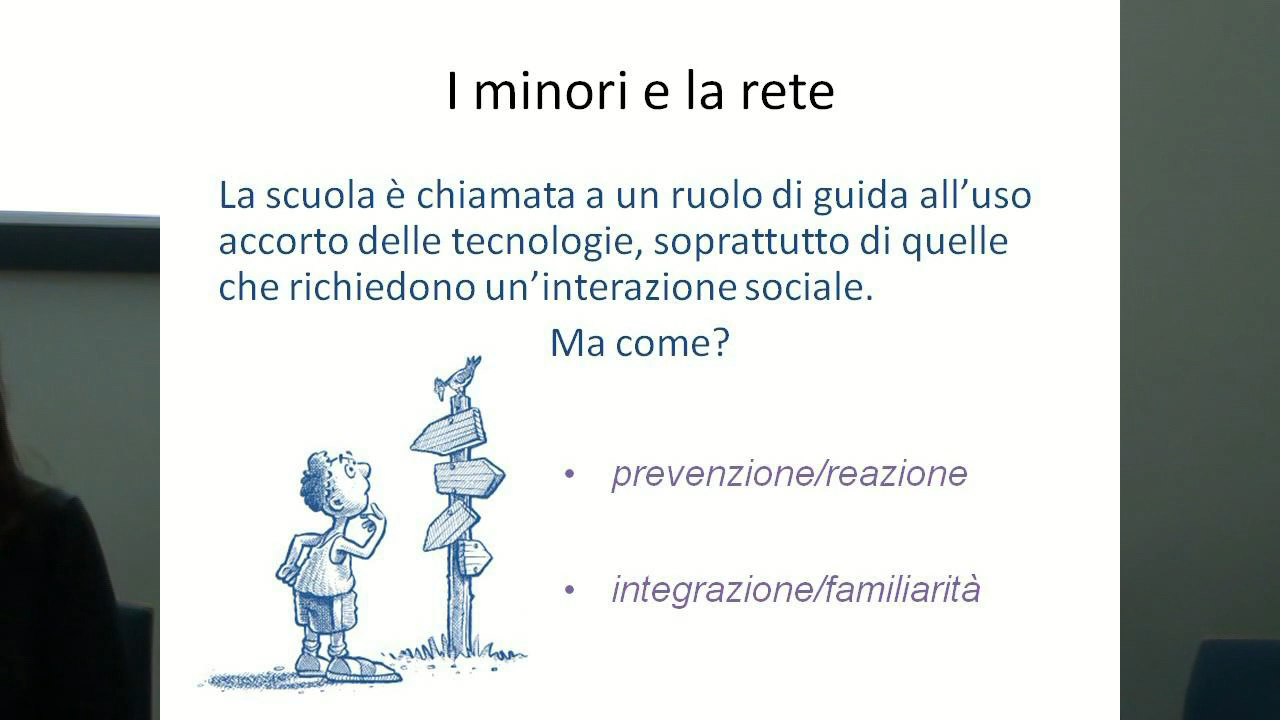 I minori e la rete
La scuola è chiamata a un ruolo di guida all’uso
accorto delle tecnologie, soprattutto di quelle
che richiedono un’interazione sociale.
Ma come?
• prevenzione/reazione
• integrazione/familiarità